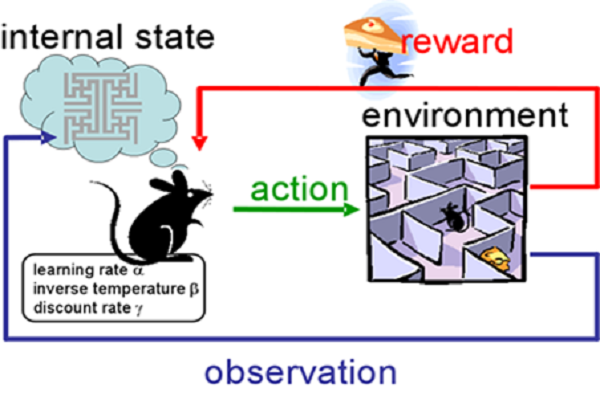 internal state
reward
environment
action
learning rate α
inverse temperature β
discount rate γ
observation